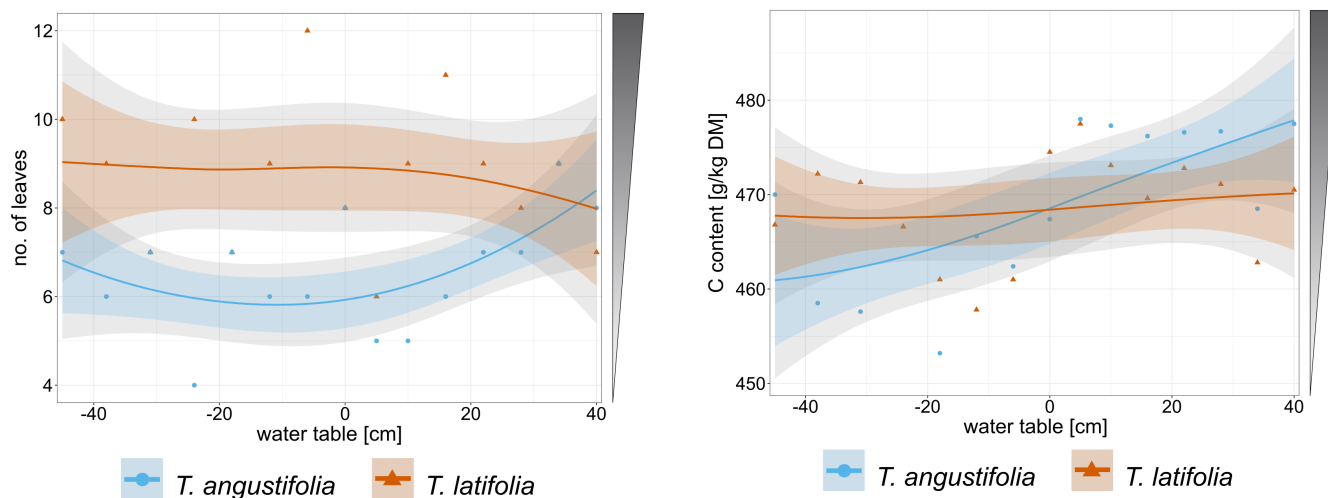 no. of leaves
12
10
8
6
4
-40
-20
0
20
40
water table [cm]
T. angustifolia
T. latifolia
C content [g/kg DM]
480
470
460
450
-40
-20
0
20
40
water table [cm]
T. angustifolia
T. latifolia